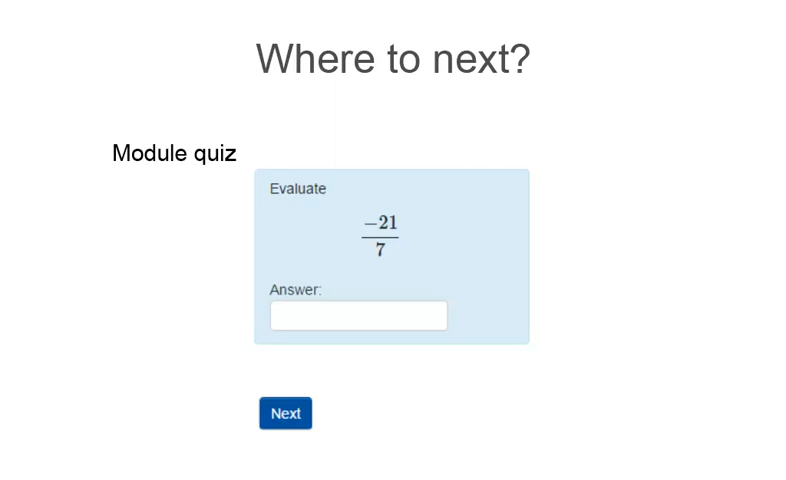 Where to next?
Module quiz
Evaluate
−21
7
Answer:
Next